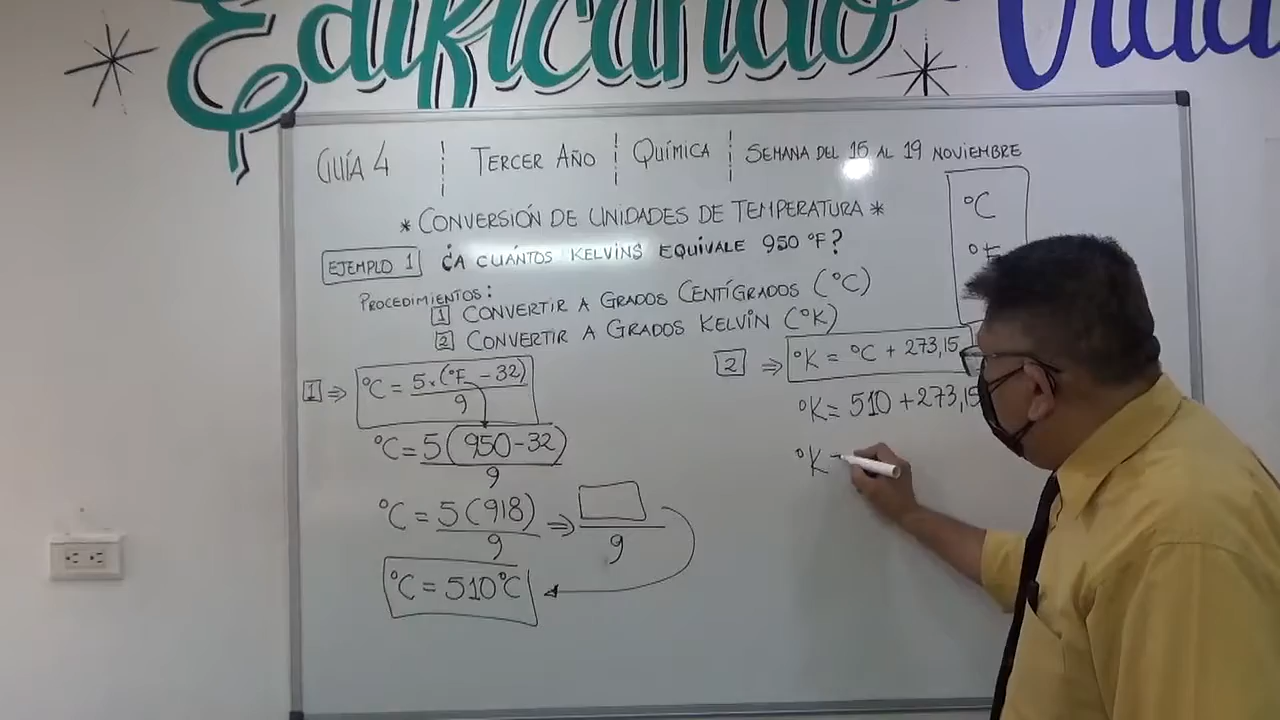 Edificando Vida
GUÍA 4 TERCER AÑO QUÍMICA SEMANA DEL 15 AL 19 NOVIEMBRE
* CONVERSIÓN DE UNIDADES DE TEMPERATURA *
°C
EJEMPLO 1 ¿A CUÁNTOS KELVINS EQUIVALE 950 °F?
°F
PROCEDIMIENTOS:
1 CONVERTIR A GRADOS CENTÍGRADOS (°C)
2 CONVERTIR A GRADOS KELVIN (°K)
1 ⇒ °C = 5.(°F - 32) / 9
°C = 5(950-32) / 9
°C = 5(918) / 9 ⇒ □ / 9
°C = 510°C
2 ⇒ °K = °C + 273,15
°K = 510 + 273,15
°K =